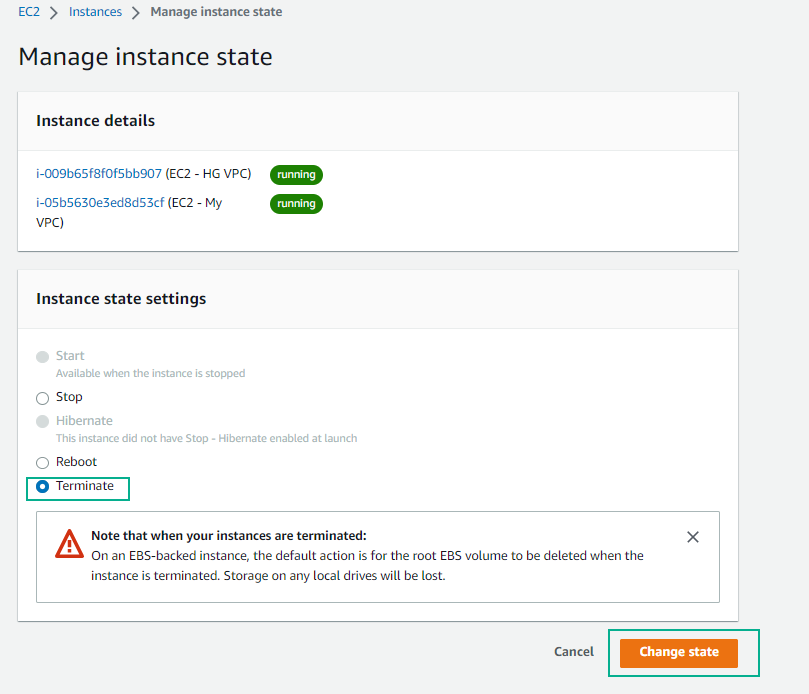 EC2 > Instances > Manage instance state
Manage instance state
Instance details
i-009b65f8f0f5bb907 (EC2 - HG VPC) running
i-05b5630e3ed8d53cf (EC2 - My running
VPC)
Instance state settings
Start
Available when the instance is stopped
Stop
Hibernate
This instance did not have Stop - Hibernate enabled at launch
Reboot
Terminate
Note that when your instances are terminated:
On an EBS-backed instance, the default action is for the root EBS volume to be deleted when the
instance is terminated. Storage on any local drives will be lost.
Cancel Change state